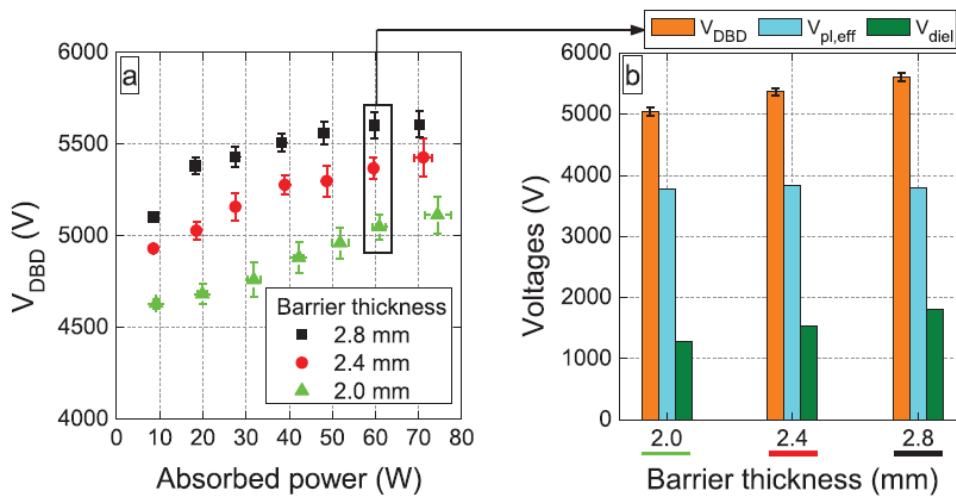 V_DBD V_pl,eff V_diel
a
b
6000
5500
5000
4500
4000
V_DBD (V)
0 10 20 30 40 50 60 70 80
Absorbed power (W)
Barrier thickness
2.8 mm
2.4 mm
2.0 mm
6000
5000
4000
3000
2000
1000
0
Voltages (V)
2.0 2.4 2.8
Barrier thickness (mm)